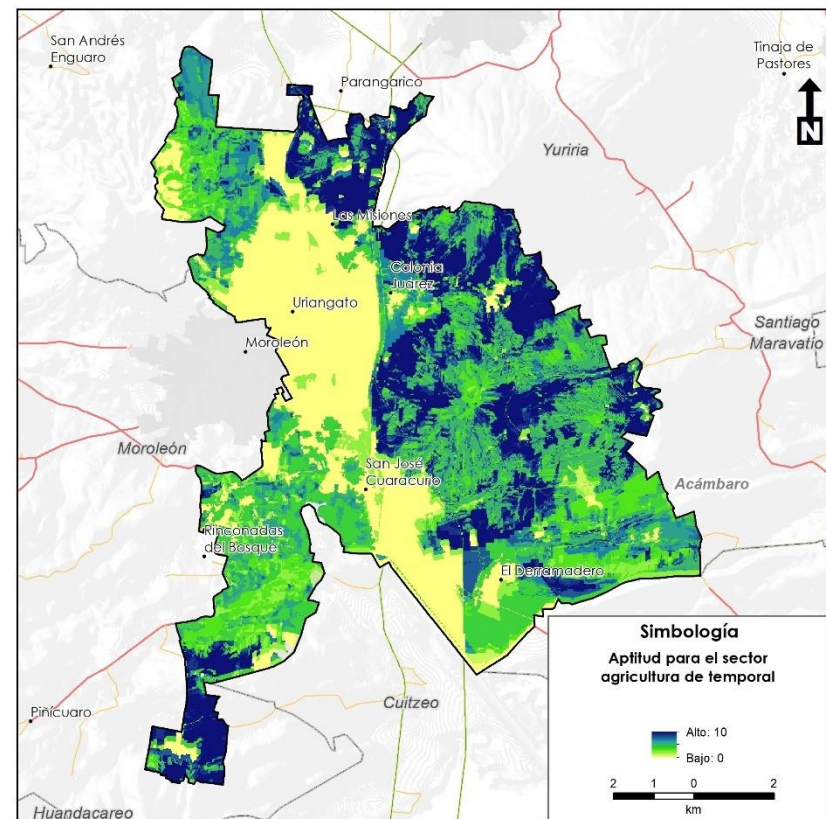 San Andrés
Enguaro
Tinaja de
Pastores
Parangarico
N
Yuriria
Las Misiones
Colonia
Juárez
Uriangato
Santiago
Maravatío
Moroleón
Moroleón
San José
Cuaracurio
Acámbaro
Rinconadas
del Bosque
El Derramadero
Simbología
Aptitud para el sector
agricultura de temporal
Piñícuaro
Cuitzeo
Alto: 10
Bajo: 0
2 1 0 2
km
Huandacareo